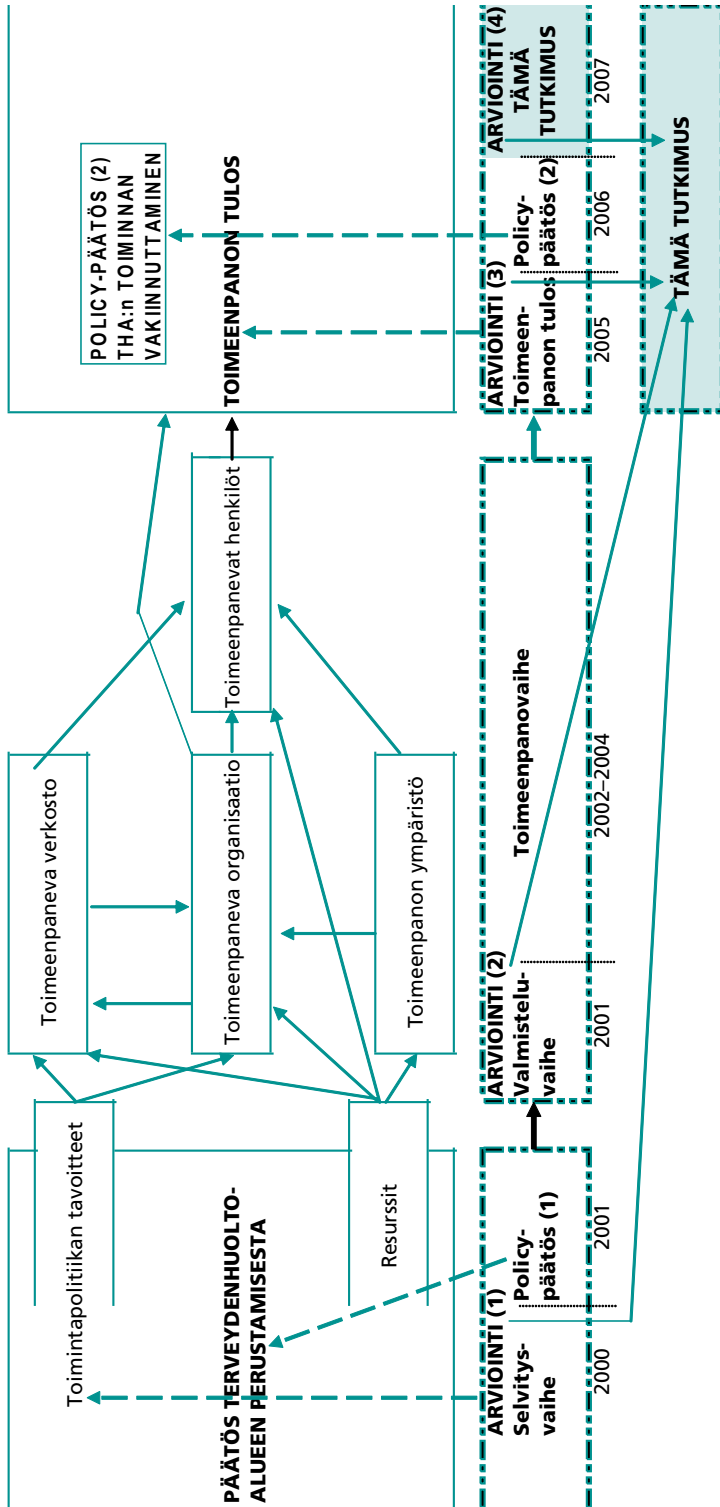 Toimintapolitiikan tavoitteet
PÄÄTÖS TERVEYDENHUOLTO-
ALUEEN PERUSTAMISESTA
Resurssit
Toimeenpaneva verkosto
Toimeenpaneva organisaatio
Toimeenpanon ympäristö
Toimeenpanevat henkilöt
POLICY-PÄÄTÖS (2)
THA:n TOIMINNAN
VAKINNUTTAMINEN
TOIMEENPANON TULOS
ARVIOINTI (1)
Selvitys-
vaihe
2000
Policy-
päätös (1)
2001
ARVIOINTI (2)
Valmistelu-
vaihe
2001
Toimeenpanovaihe
2002–2004
ARVIOINTI (3)
Toimeen-
panon tulos
2005
Policy-
päätös (2)
2006
ARVIOINTI (4)
TÄMÄ
TUTKIMUS
2007
TÄMÄ TUTKIMUS